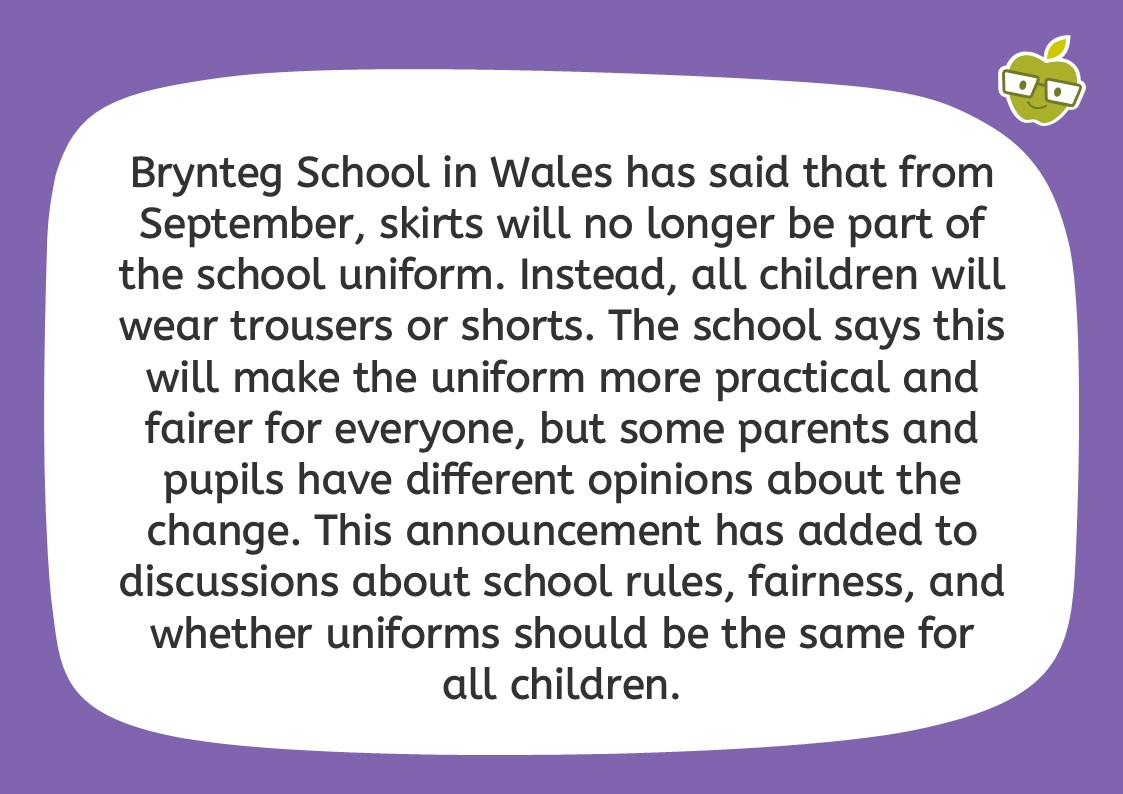 Brynteg School in Wales has said that from
September, skirts will no longer be part of
the school uniform. Instead, all children will
wear trousers or shorts. The school says this
will make the uniform more practical and
fairer for everyone, but some parents and
pupils have different opinions about the
change. This announcement has added to
discussions about school rules, fairness, and
whether uniforms should be the same for
all children.